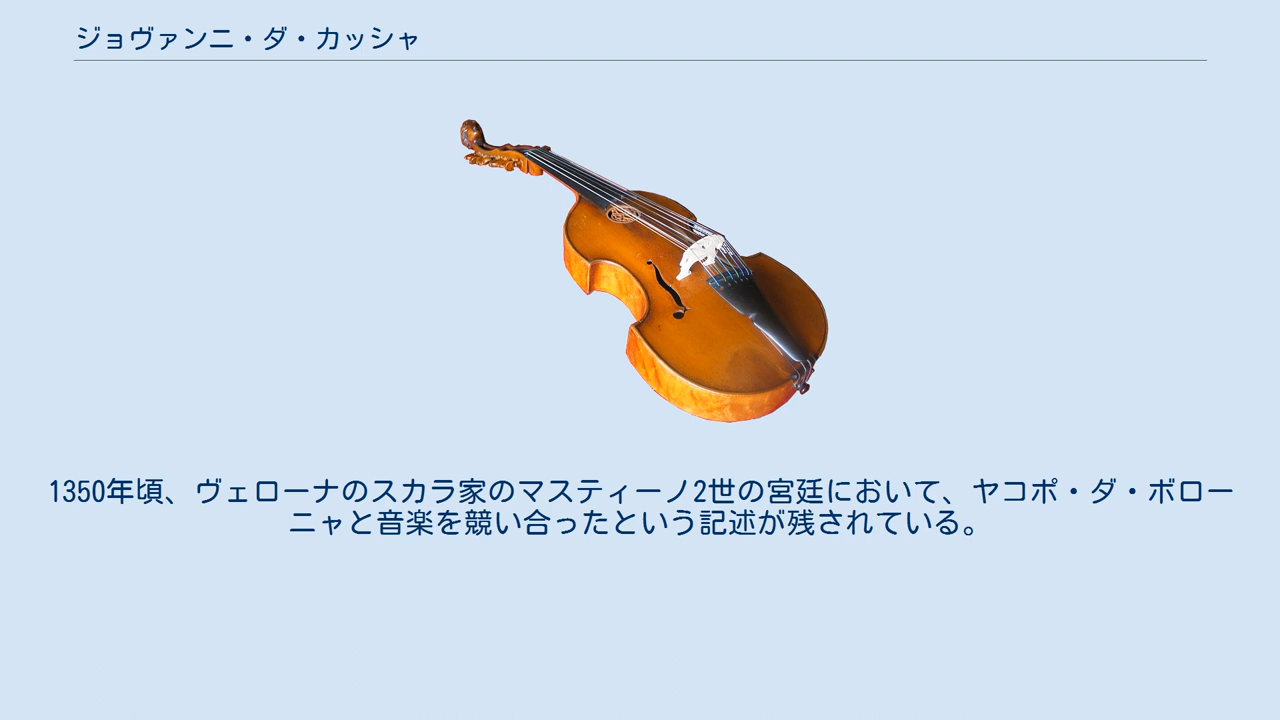 ジョヴァンニ・ダ・カッシャ
1350年頃、ヴェローナのスカラ家のマスティーノ2世の宮廷において、ヤコポ・ダ・ボロー
ニャと音楽を競い合ったという記述が残されている。